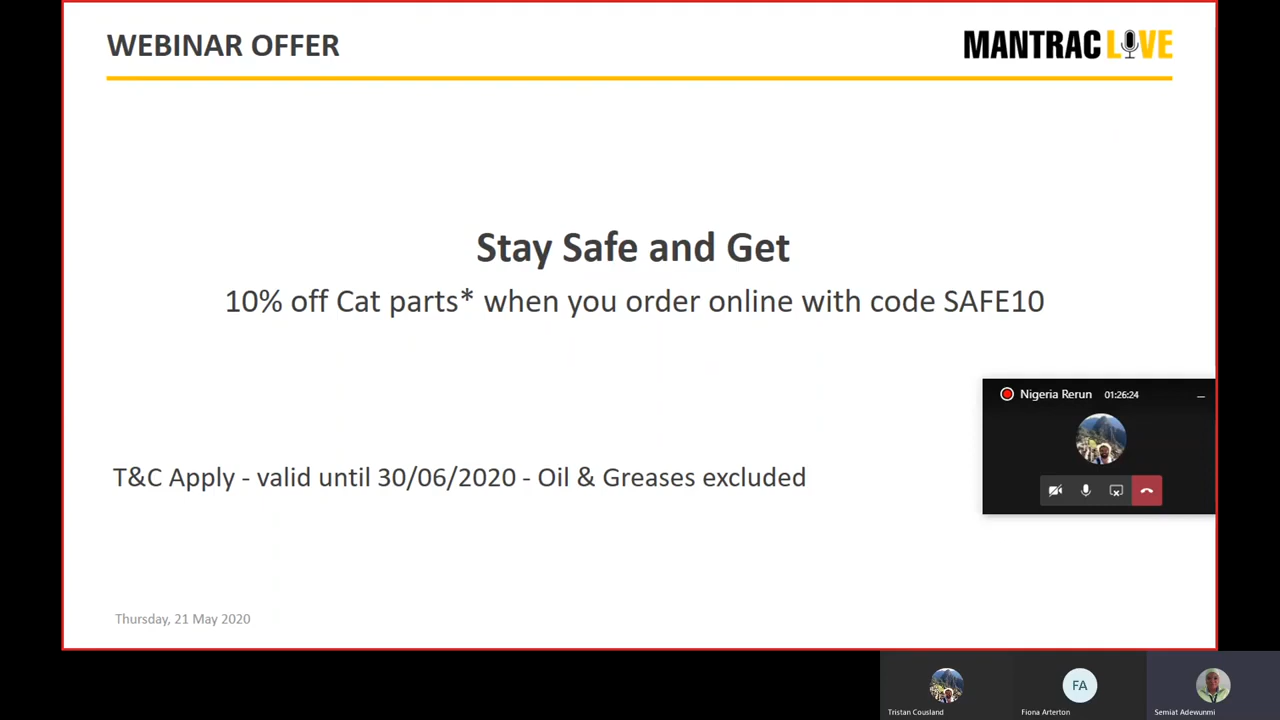 WEBINAR OFFER
MANTRAC LIVE
Stay Safe and Get
10% off Cat parts* when you order online with code SAFE10
Nigeria Rerun 01:26:24
T&C Apply - valid until 30/06/2020 - Oil & Greases excluded
Thursday, 21 May 2020
FA
Tristan Cousland
Fiona Arterton
Semiat Adewunmi